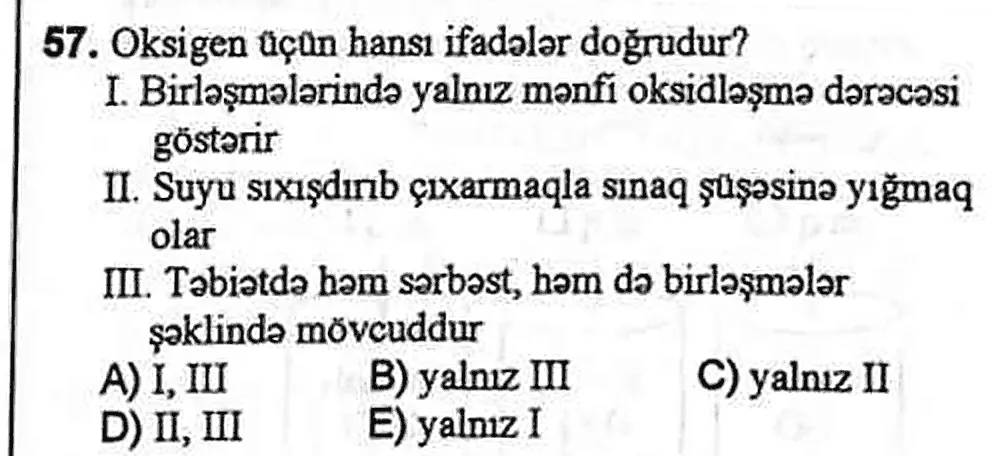 57. Oksigen üçün hansı ifadələr doğrudur?
I. Birləşmələrində yalnız mənfi oksidləşmə dərəcəsi
göstərir
II. Suyu sıxışdırıb çıxarmaqla sınaq şüşəsinə yığmaq
olar
III. Təbiətdə həm sərbəst, həm də birləşmələr
şəklində mövcuddur
A) I, III B) yalnız III C) yalnız II
D) II, III E) yalnız I